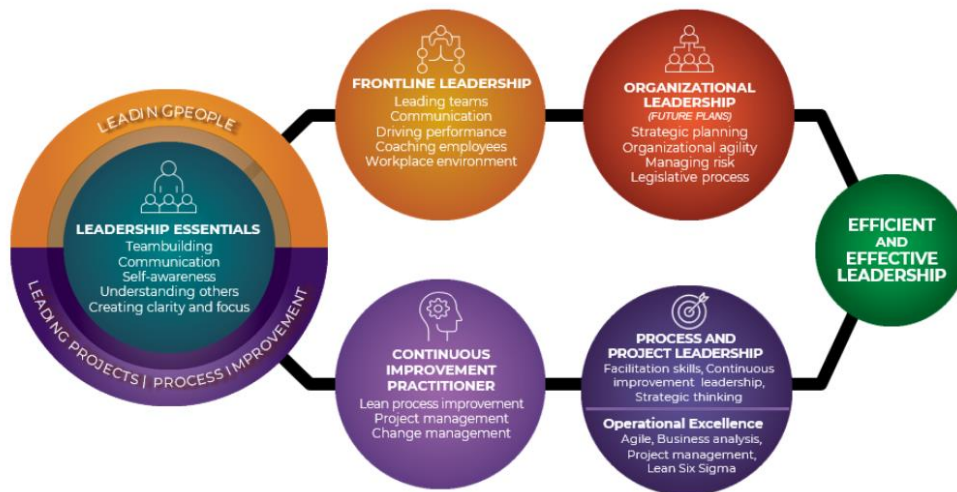 LEADINGPEOPLE
LEADERSHIP ESSENTIALS
Teambuilding
Communication
Self-awareness
Understanding others
Creating clarity and focus
LEADING PROJECTS | PROCESS IMPROVEMENT
FRONTLINE LEADERSHIP
Leading teams
Communication
Driving performance
Coaching employees
Workplace environment
ORGANIZATIONAL
LEADERSHIP
(FUTURE PLANS)
Strategic planning
Organizational agility
Managing risk
Legislative process
CONTINUOUS
IMPROVEMENT
PRACTITIONER
Lean process improvement
Project management
Change management
PROCESS AND
PROJECT LEADERSHIP
Facilitation skills, Continuous
improvement leadership,
Strategic thinking
Operational Excellence
Agile, Business analysis,
Project management,
Lean Six Sigma
EFFICIENT
AND
EFFECTIVE
LEADERSHIP